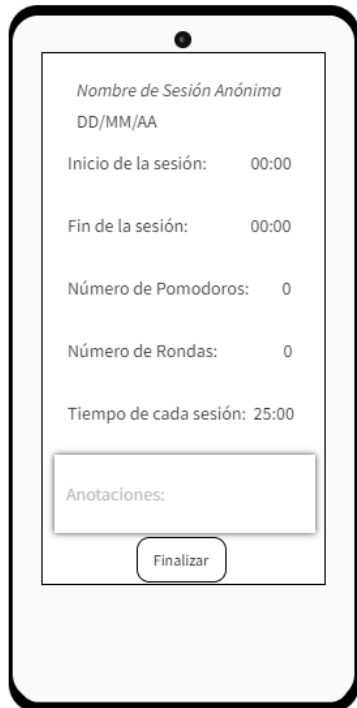 Nombre de Sesión Anónima
DD/MM/AA
Inicio de la sesión: 00:00
Fin de la sesión: 00:00
Número de Pomodoros: 0
Número de Rondas: 0
Tiempo de cada sesión: 25:00
Anotaciones:
Finalizar